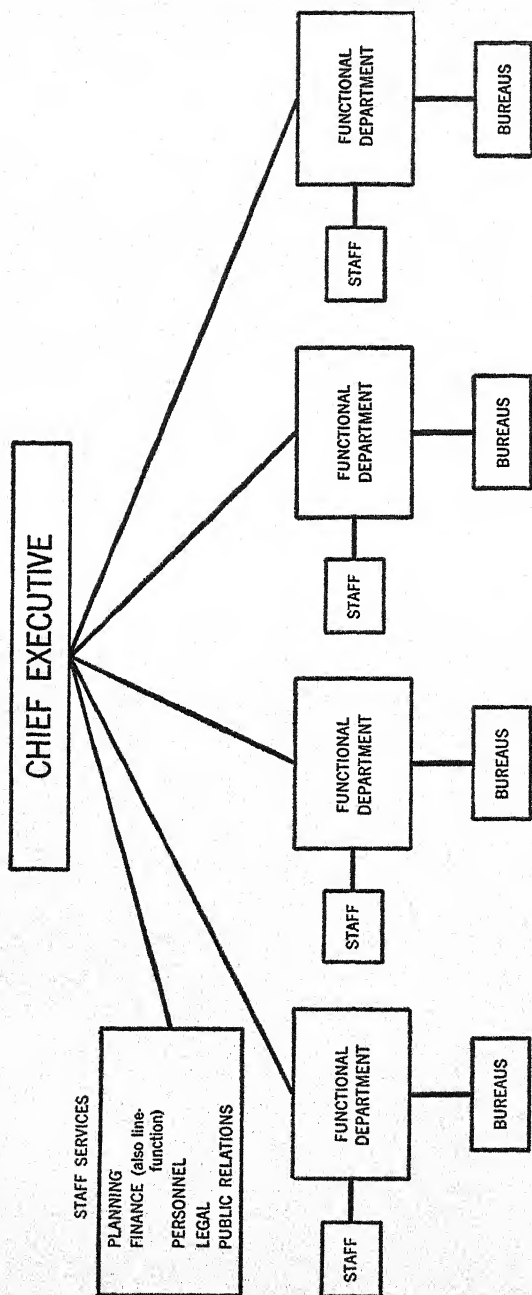 CHIEF EXECUTIVE
STAFF SERVICES
PLANNING
FINANCE (also line-
function)
PERSONNEL
LEGAL
PUBLIC RELATIONS
STAFF
FUNCTIONAL
DEPARTMENT
BUREAUS
STAFF
FUNCTIONAL
DEPARTMENT
BUREAUS
STAFF
FUNCTIONAL
DEPARTMENT
BUREAUS
STAFF
FUNCTIONAL
DEPARTMENT
BUREAUS